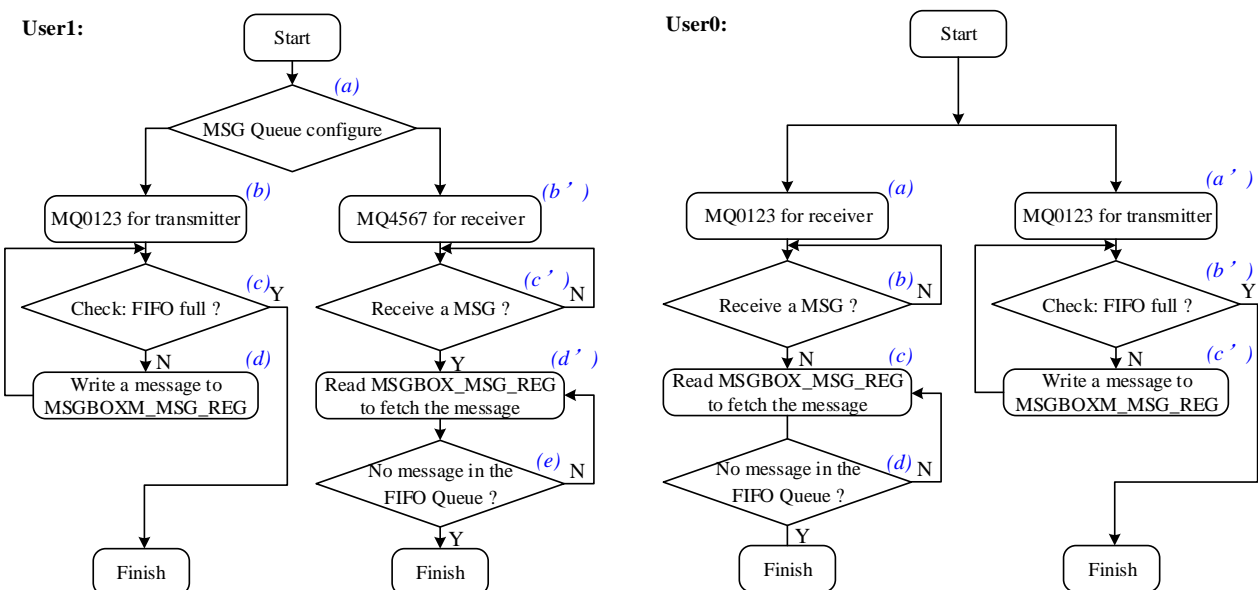 User1:
Start
(a)
MSG Queue configure
(b)
MQ0123 for transmitter
(c)
Y
Check: FIFO full ?
N
(d)
Write a message to
MSGBOXM_MSG_REG
Finish
(b’)
MQ4567 for receiver
(c’)
N
Receive a MSG ?
Y
(d’)
Read MSGBOX_MSG_REG
to fetch the message
(e)
N
No message in the
FIFO Queue ?
Y
Finish
User0:
Start
(a)
MQ0123 for receiver
(b)
N
Receive a MSG ?
N
(c)
Read MSGBOX_MSG_REG
to fetch the message
(d)
N
No message in the
FIFO Queue ?
Y
Finish
(a’)
MQ0123 for transmitter
(b’)
Y
Check: FIFO full ?
N
(c’)
Write a message to
MSGBOXM_MSG_REG
Finish